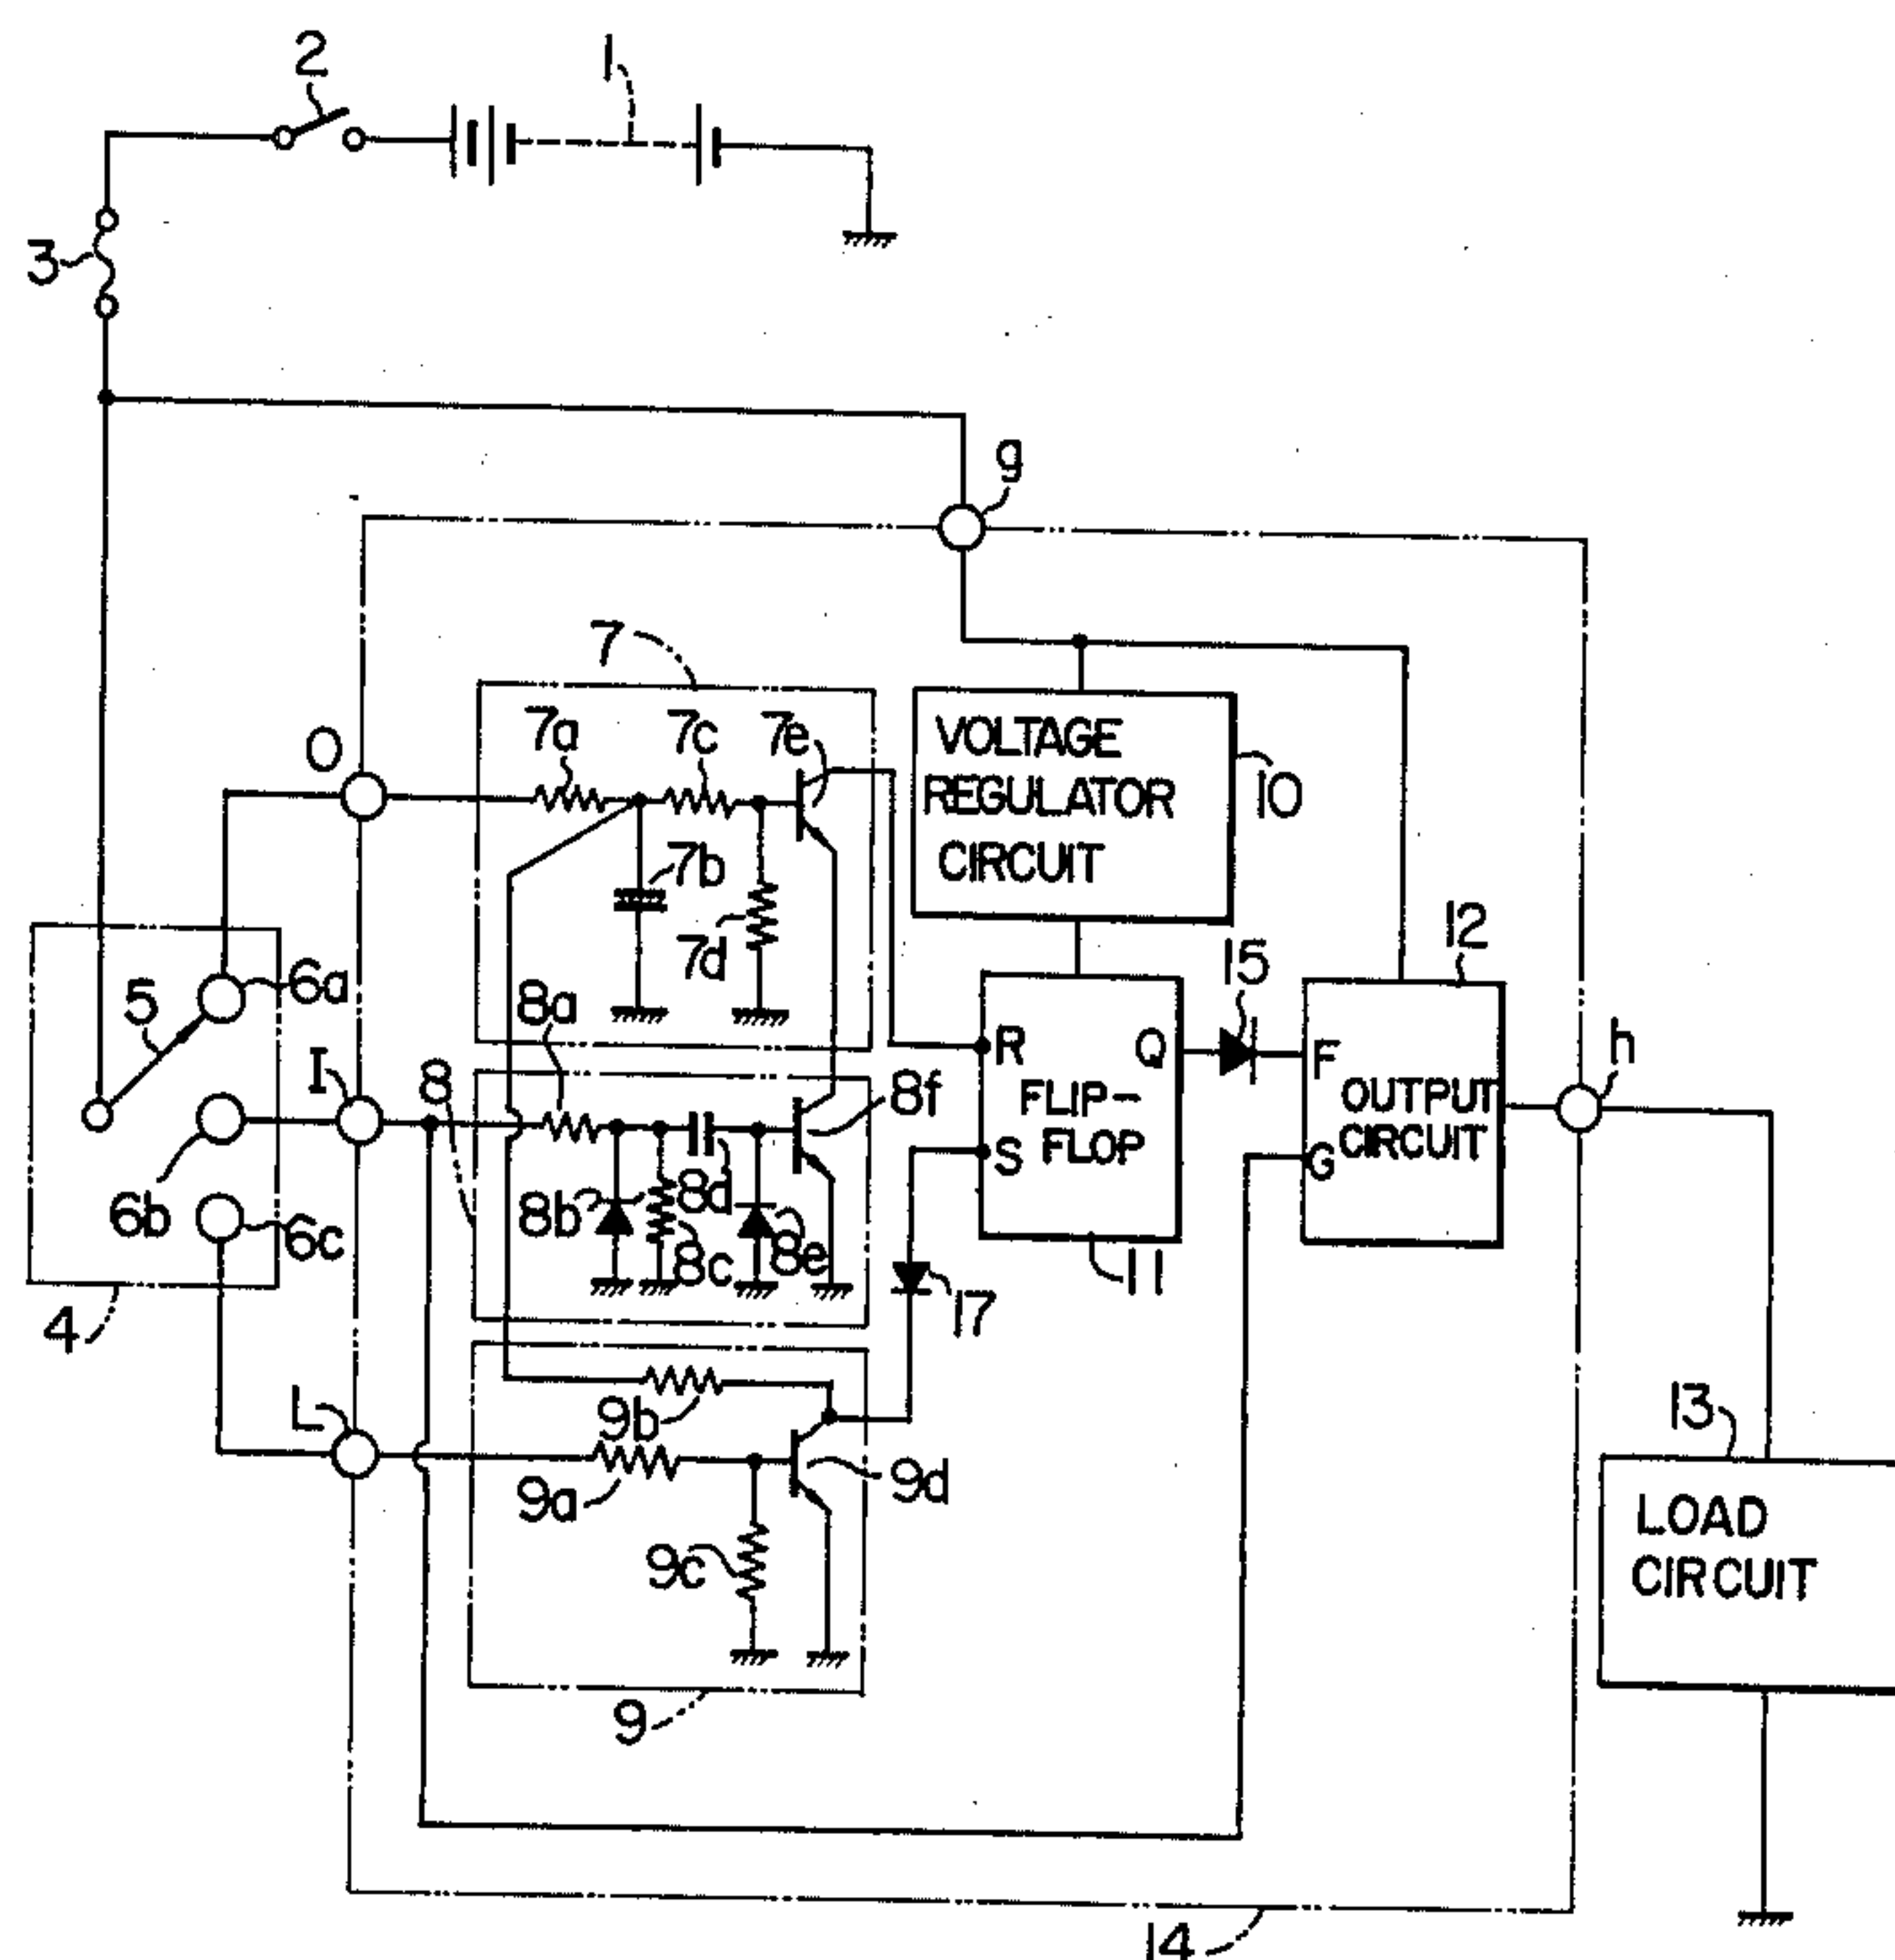 2
1
3
g
7
7a
7c
7e
VOLTAGE
REGULATOR
CIRCUIT
10
O
7b
7d
12
15
8a
6a
5
I
8
R
Q
F
h
8f
FLIP-
FLOP
OUTPUT
CIRCUIT
S
G
6b
6c
8b
8d
8c
8e
11
17
4
L
9b
9a
9d
13
9c
LOAD
CIRCUIT
9
14